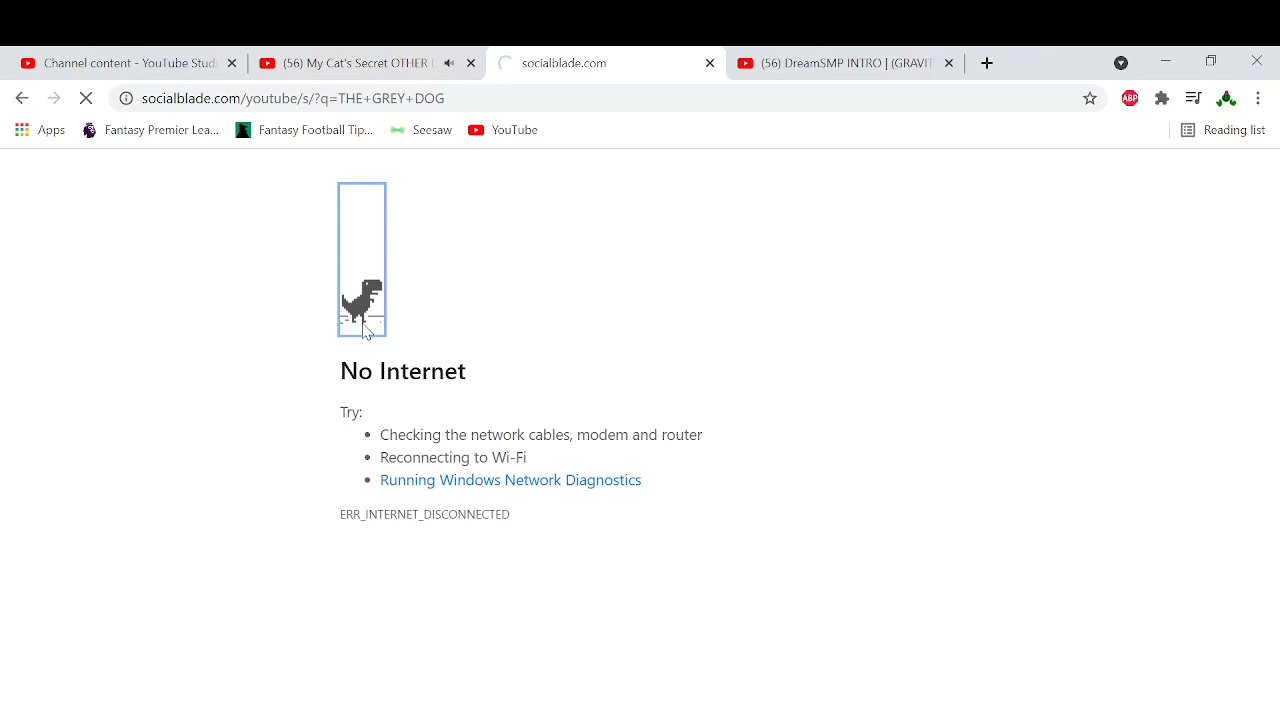 Channel content - YouTube Studi
(56) My Cat's Secret OTHER
socialblade.com
(56) DreamSMP INTRO | (GRAVIT
socialblade.com/youtube/s/?q=THE+GREY+DOG
ABP
Apps
Fantasy Premier Lea...
Fantasy Football Tip...
Seesaw
YouTube
Reading list
No Internet
Try:
Checking the network cables, modem and router
Reconnecting to Wi-Fi
Running Windows Network Diagnostics
ERR_INTERNET_DISCONNECTED